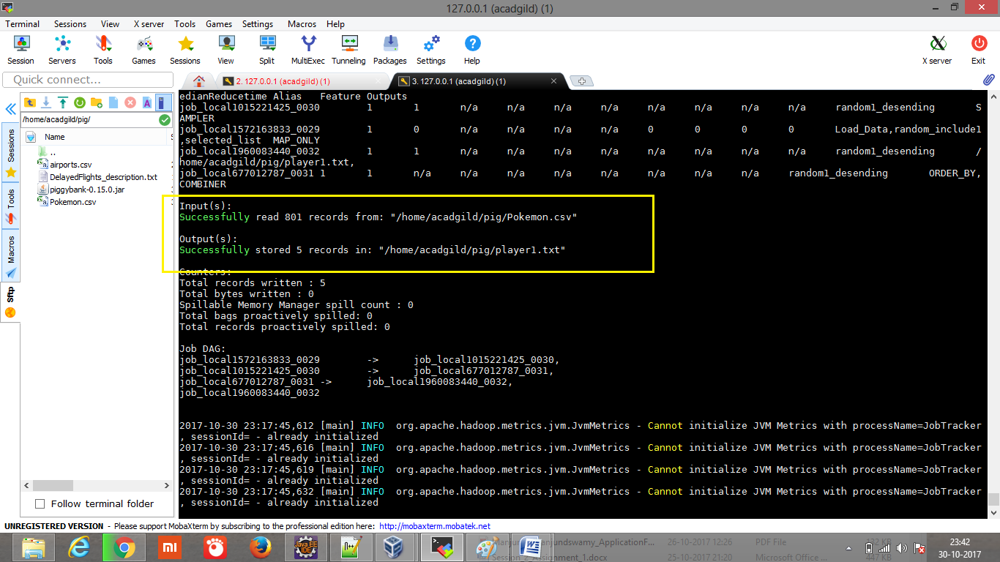 127.0.0.1 (acadgild) (1)
Terminal Sessions View X server Tools Games Settings Macros Help
Session Servers Tools Games Sessions View Split MultiExec Tunneling Packages Settings Help X server Exit
Quick connect...
2. 127.0.0.1 (acadgild) (1)
3. 127.0.0.1 (acadgild) (1)
/home/acadgild/pig/
Name
..
airports.csv
DelayedFlights_description.txt
piggybank-0.15.0.jar
Pokemon.csv
Sessions
Tools
Macros
Sftp
Follow terminal folder
edianReducetime Alias Feature Outputs
job_local1015221425_0030 1 1 n/a n/a n/a n/a n/a n/a n/a n/a random1_desending S
AMPLER
job_local1572163833_0029 1 0 n/a n/a n/a n/a 0 0 0 0 Load_Data,random_include1
,selected_list MAP_ONLY
job_local1960083440_0032 1 1 n/a n/a n/a n/a n/a n/a n/a n/a random1_desending /
home/acadgild/pig/player1.txt,
job_local677012787_0031 1 1 n/a n/a n/a n/a n/a n/a n/a n/a random1_desending ORDER_BY,
COMBINER
Input(s):
Successfully read 801 records from: "/home/acadgild/pig/Pokemon.csv"
Output(s):
Successfully stored 5 records in: "/home/acadgild/pig/player1.txt"
Counters:
Total records written : 5
Total bytes written : 0
Spillable Memory Manager spill count : 0
Total bags proactively spilled: 0
Total records proactively spilled: 0
Job DAG:
job_local1572163833_0029 -> job_local1015221425_0030,
job_local1015221425_0030 -> job_local677012787_0031,
job_local677012787_0031 -> job_local1960083440_0032,
job_local1960083440_0032
2017-10-30 23:17:45,612 [main] INFO org.apache.hadoop.metrics.jvm.JvmMetrics - Cannot initialize JVM Metrics with processName=JobTracker
, sessionId= - already initialized
2017-10-30 23:17:45,616 [main] INFO org.apache.hadoop.metrics.jvm.JvmMetrics - Cannot initialize JVM Metrics with processName=JobTracker
, sessionId= - already initialized
2017-10-30 23:17:45,619 [main] INFO org.apache.hadoop.metrics.jvm.JvmMetrics - Cannot initialize JVM Metrics with processName=JobTracker
, sessionId= - already initialized
2017-10-30 23:17:45,632 [main] INFO org.apache.hadoop.metrics.jvm.JvmMetrics - Cannot initialize JVM Metrics with processName=JobTracker
, sessionId= - already initialized
UNREGISTERED VERSION - Please support MobaXterm by subscribing to the professional edition here: http://mobaxterm.mobatek.net
undswamy_ApplicationF... 26-10-2017 12:26 PDF File 132 KB
Session_2_Assignment_1.docx 25-10-2017 21:20 Microsoft Office ... 447 KB
23:42
30-10-2017